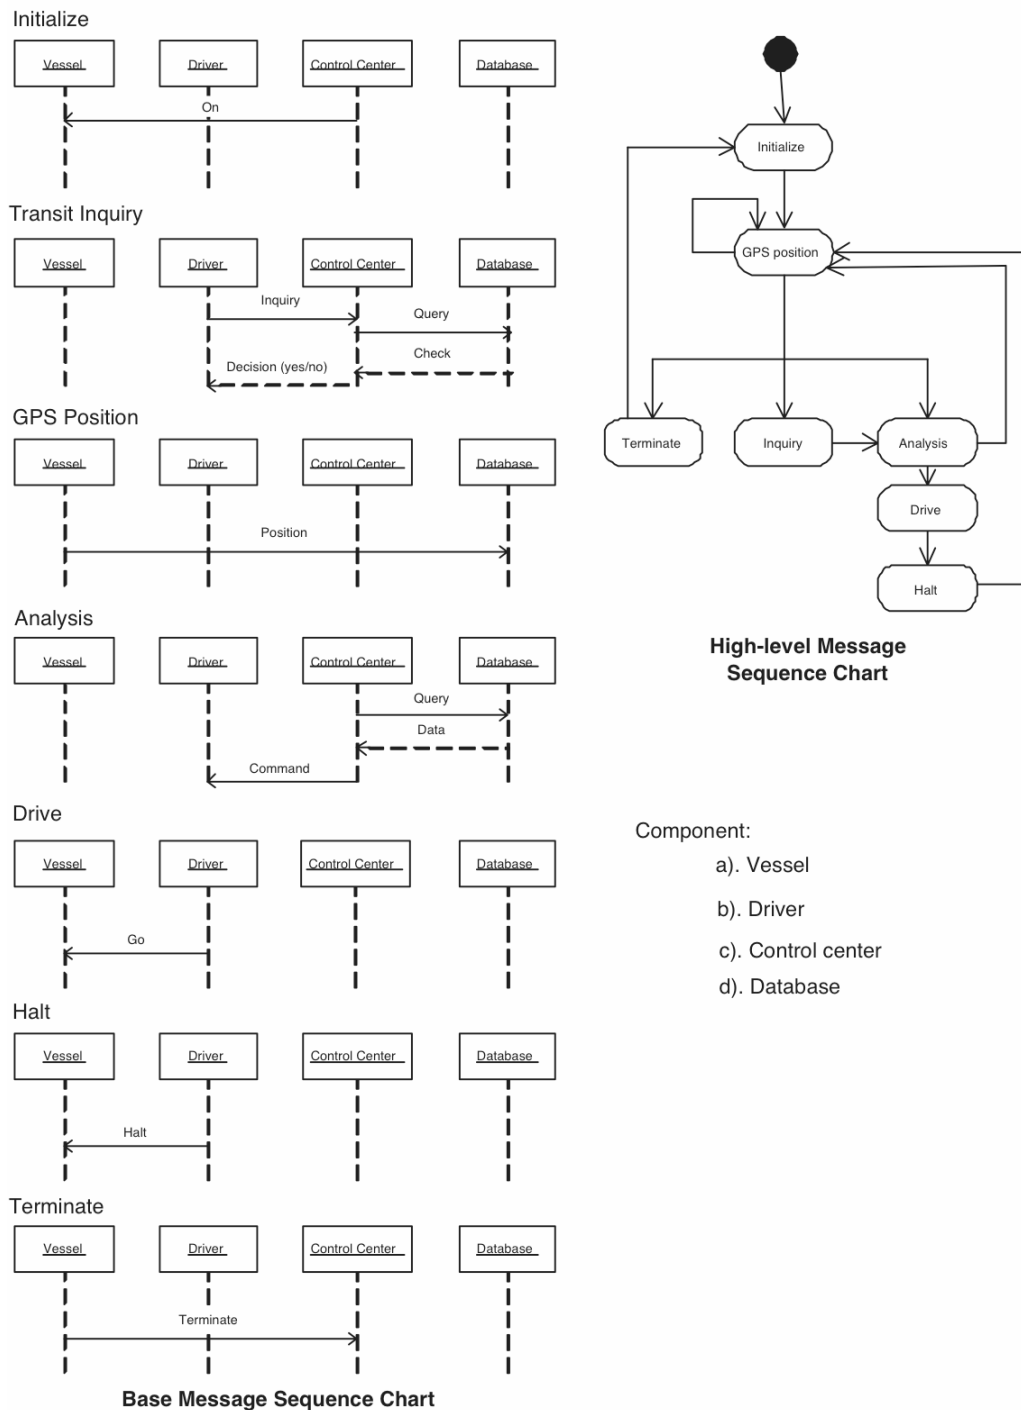 Initialize
Vessel Driver Control Center Database
On
Transit Inquiry
Vessel Driver Control Center Database
Inquiry
Query
Check
Decision (yes/no)
GPS Position
Vessel Driver Control Center Database
Position
Analysis
Vessel Driver Control Center Database
Query
Data
Command
Drive
Vessel Driver Control Center Database
Go
Halt
Vessel Driver Control Center Database
Halt
Terminate
Vessel Driver Control Center Database
Terminate
Base Message Sequence Chart
Initialize
GPS position
Terminate Inquiry Analysis
Drive
Halt
High-level Message
Sequence Chart
Component:
a). Vessel
b). Driver
c). Control center
d). Database